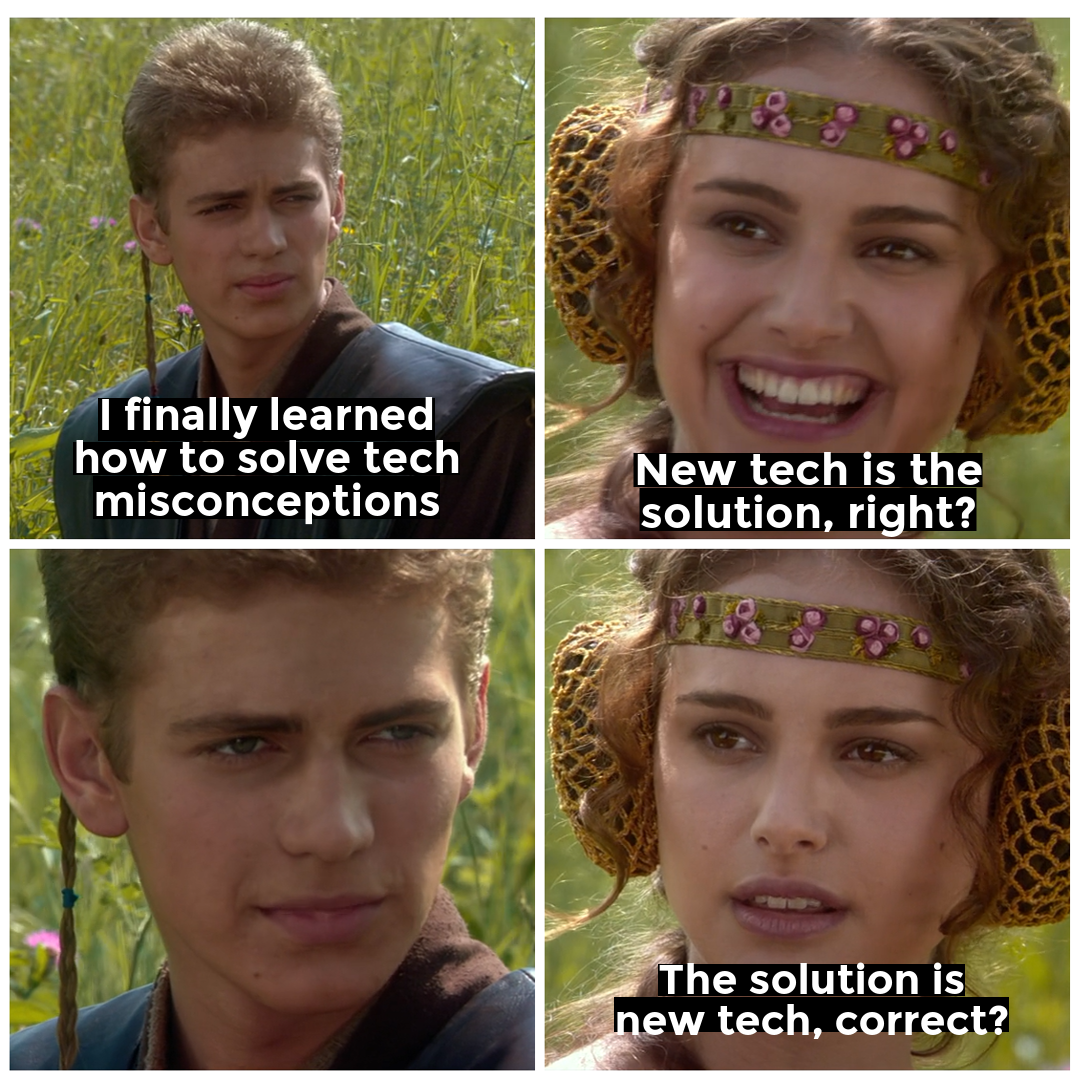 I finally learned
how to solve tech
misconceptions
New tech is the
solution, right?
The solution is
new tech, correct?